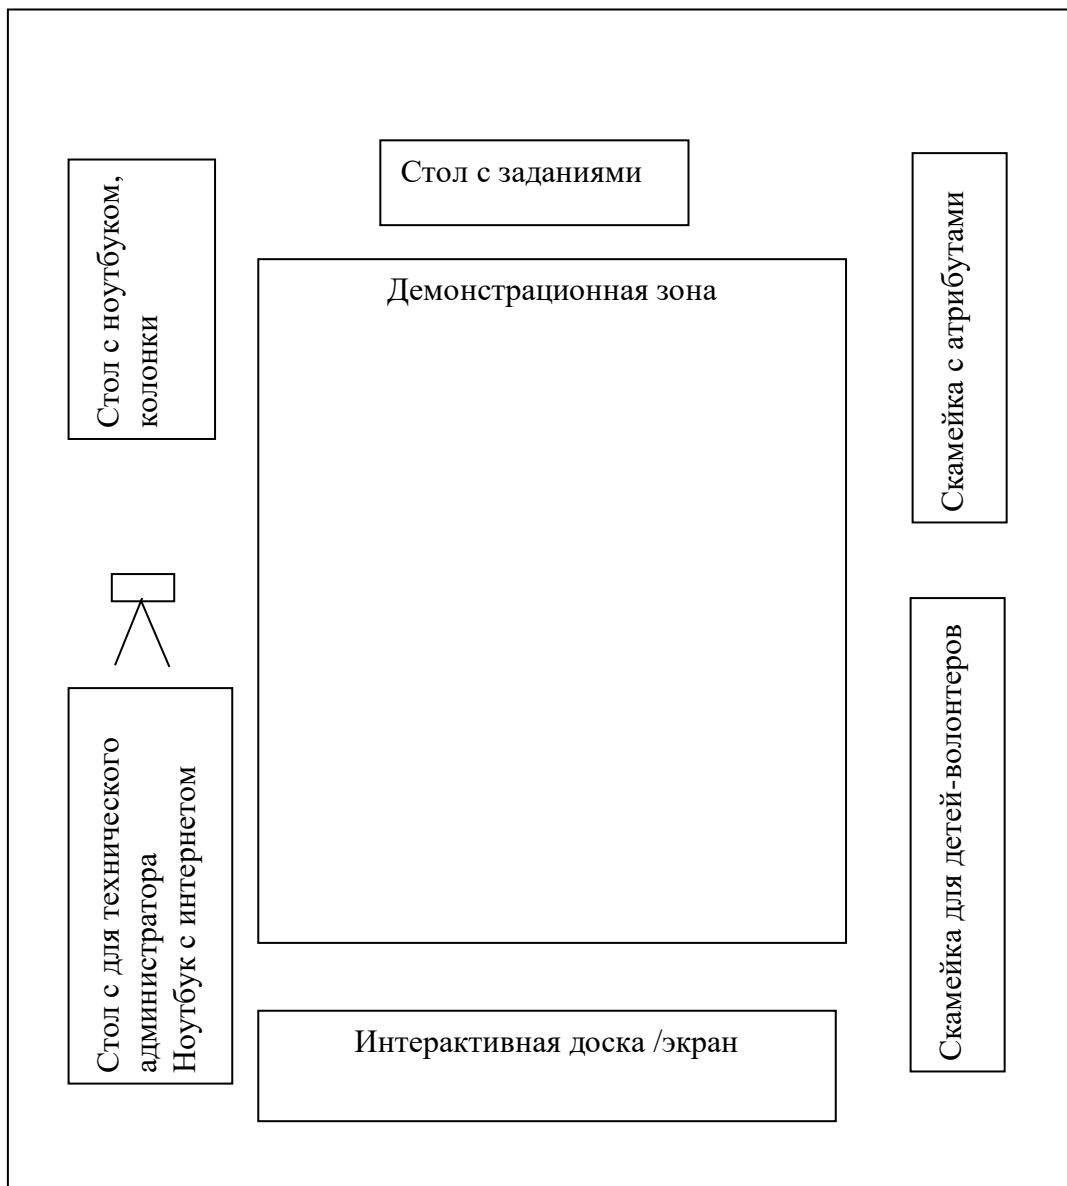 Стол с заданиями
Стол с ноутбуком,
колонки
Демонстрационная зона
Скамейка с атрибутами
Стол с для технического
администратора
Ноутбук с интернетом
Скамейка для детей-волонтеров
Интерактивная доска /экран